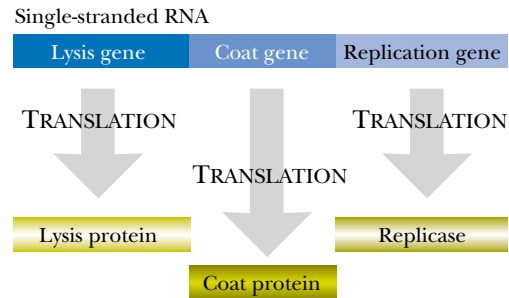 Single-stranded RNA
Lysis gene Coat gene Replication gene
TRANSLATION TRANSLATION
TRANSLATION
Lysis protein Replicase
Coat protein